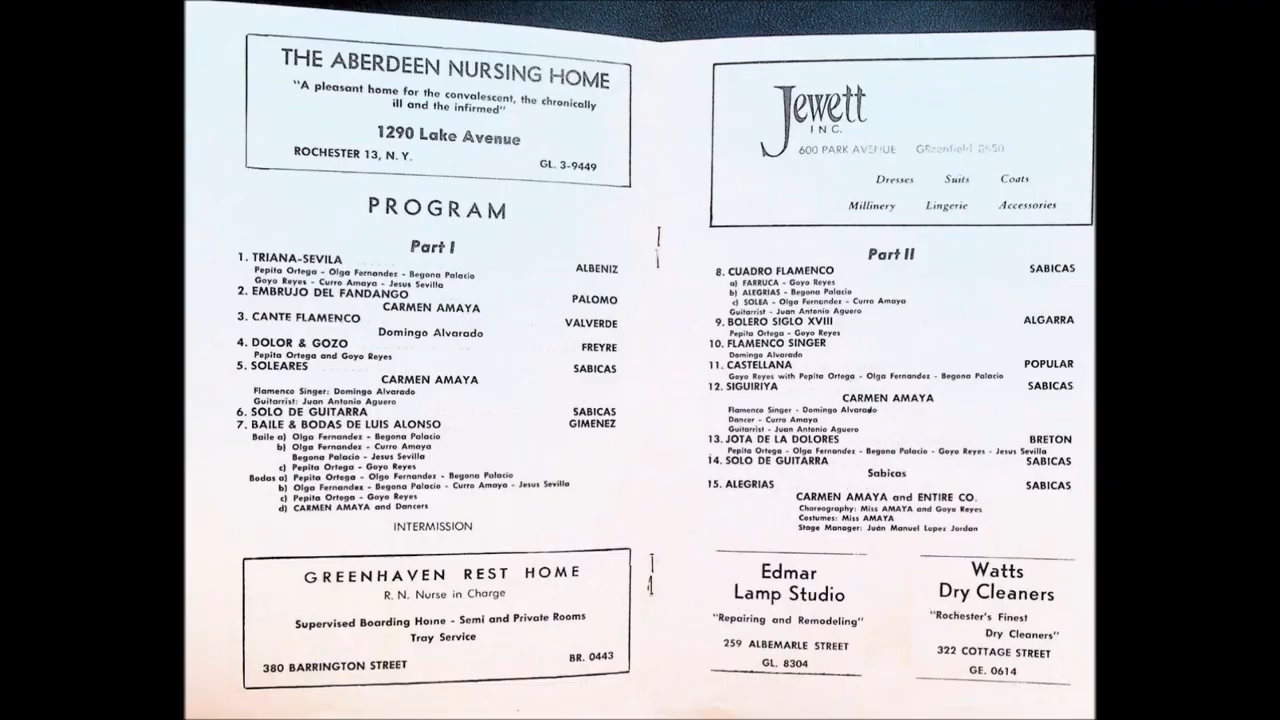 THE ABERDEEN NURSING HOME
"A pleasant home for the convalescent, the chronically
ill and the infirmed"
1290 Lake Avenue
ROCHESTER 13, N. Y. GL. 3-9449
PROGRAM
Part I
1. TRIANA-SEVILA ALBENIZ
Pepita Ortega - Olga Fernandez - Begona Palacio
Goyo Reyes - Curro Amaya - Jesus Sevilla
2. EMBRUJO DEL FANDANGO PALOMO
CARMEN AMAYA
3. CANTE FLAMENCO VALVERDE
Domingo Alvarado
4. DOLOR & GOZO FREYRE
Pepita Ortega and Goyo Reyes
5. SOLEARES SABICAS
CARMEN AMAYA
Flamenco Singer: Domingo Alvarado
Guitarrist: Juan Antonio Aguero
6. SOLO DE GUITARRA SABICAS
7. BAILE & BODAS DE LUIS ALONSO GIMENEZ
Baile a) Olga Fernandez - Begona Palacio
b) Olga Fernandez - Curro Amaya
Begona Palacio - Jesus Sevilla
c) Pepita Ortega - Goyo Reyes
Bodas a) Pepita Ortega - Olga Fernandez - Begona Palacio
b) Olga Fernandez - Begona Palacio - Curro Amaya - Jesus Sevilla
c) Pepita Ortega - Goyo Reyes
d) CARMEN AMAYA and Dancers
INTERMISSION
GREENHAVEN REST HOME
R. N. Nurse in Charge
Supervised Boarding Home - Semi and Private Rooms
Tray Service
380 BARRINGTON STREET BR. 0443
Jewett
INC.
600 PARK AVENUE GReenfield
Dresses Suits Coats
Millinery Lingerie Accessories
Part II
8. CUADRO FLAMENCO SABICAS
a) FARRUCA - Goyo Reyes
b) ALEGRIAS - Begona Palacio
c) SOLEA - Olga Fernandez - Curro Amaya
Guitarrist - Juan Antonio Aguero
9. BOLERO SIGLO XVIII ALGARRA
Pepita Ortega - Goyo Reyes
10. FLAMENCO SINGER
Domingo Alvarado
11. CASTELLANA POPULAR
Goyo Reyes with Pepita Ortega - Olga Fernandez - Begona Palacio
12. SIGUIRIYA SABICAS
CARMEN AMAYA
Flamenco Singer - Domingo Alvarado
Dancer - Curro Amaya
Guitarrist - Juan Antonio Aguero
13. JOTA DE LA DOLORES BRETON
Pepita Ortega - Olga Fernandez - Begona Palacio - Goyo Reyes - Jesus Sevilla
14. SOLO DE GUITARRA SABICAS
Sabicas
15. ALEGRIAS SABICAS
CARMEN AMAYA and ENTIRE CO.
Choreography: Miss AMAYA and Goyo Reyes
Costumes: Miss AMAYA
Stage Manager: Juan Manuel Lopez Jordan
Edmar
Lamp Studio
"Repairing and Remodeling"
259 ALBEMARLE STREET
GL. 8304
Watts
Dry Cleaners
"Rochester's Finest
Dry Cleaners"
322 COTTAGE STREET
GE. 0614